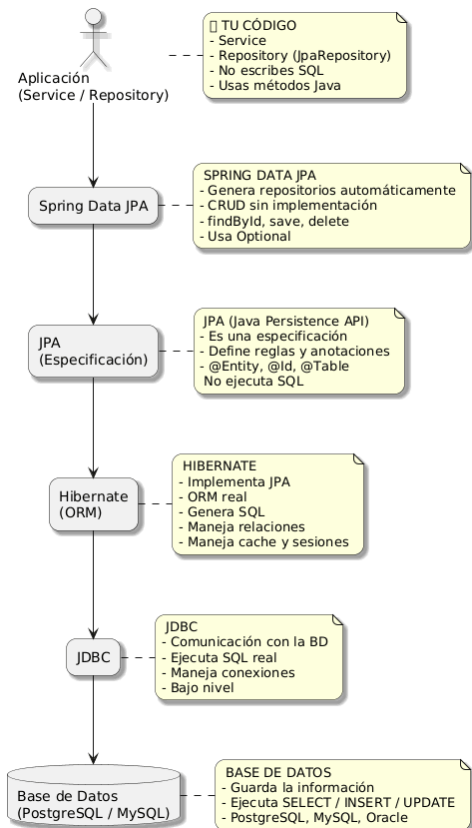 TU CÓDIGO
- Service
- Repository (JpaRepository)
- No escribes SQL
- Usas métodos Java
Aplicación
(Service / Repository)
Spring Data JPA
SPRING DATA JPA
- Genera repositorios automáticamente
- CRUD sin implementación
- findById, save, delete
- Usa Optional
JPA
(Especificación)
JPA (Java Persistence API)
- Es una especificación
- Define reglas y anotaciones
- @Entity, @Id, @Table
No ejecuta SQL
Hibernate
(ORM)
HIBERNATE
- Implementa JPA
- ORM real
- Genera SQL
- Maneja relaciones
- Maneja cache y sesiones
JDBC
JDBC
- Comunicación con la BD
- Ejecuta SQL real
- Maneja conexiones
- Bajo nivel
Base de Datos
(PostgreSQL / MySQL)
BASE DE DATOS
- Guarda la información
- Ejecuta SELECT / INSERT / UPDATE
- PostgreSQL, MySQL, Oracle